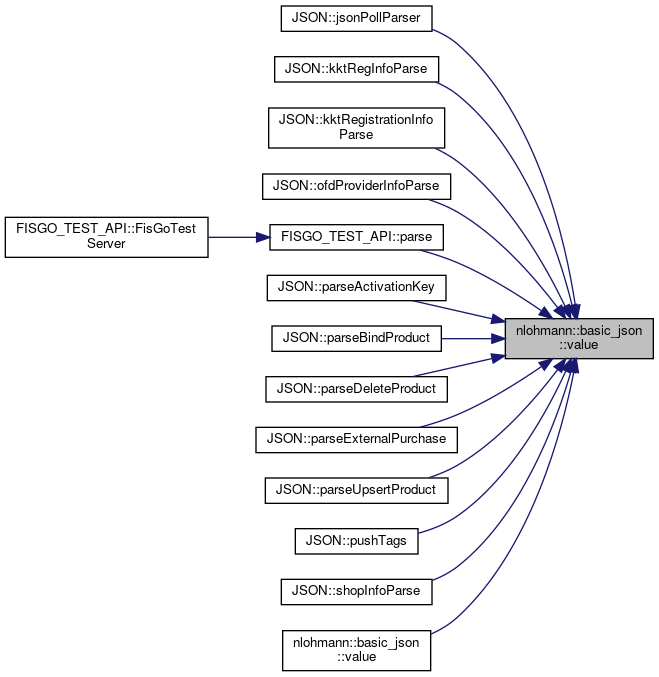 JSON::jsonPollParser
JSON::kktRegInfoParse
JSON::kktRegistrationInfo
Parse
JSON::ofdProviderInfoParse
FISGO_TEST_API::FisGoTest
Server
FISGO_TEST_API::parse
JSON::parseActivationKey
nlohmann::basic_json
::value
JSON::parseBindProduct
JSON::parseDeleteProduct
JSON::parseExternalPurchase
JSON::parseUpsertProduct
JSON::pushTags
JSON::shopInfoParse
nlohmann::basic_json
::value